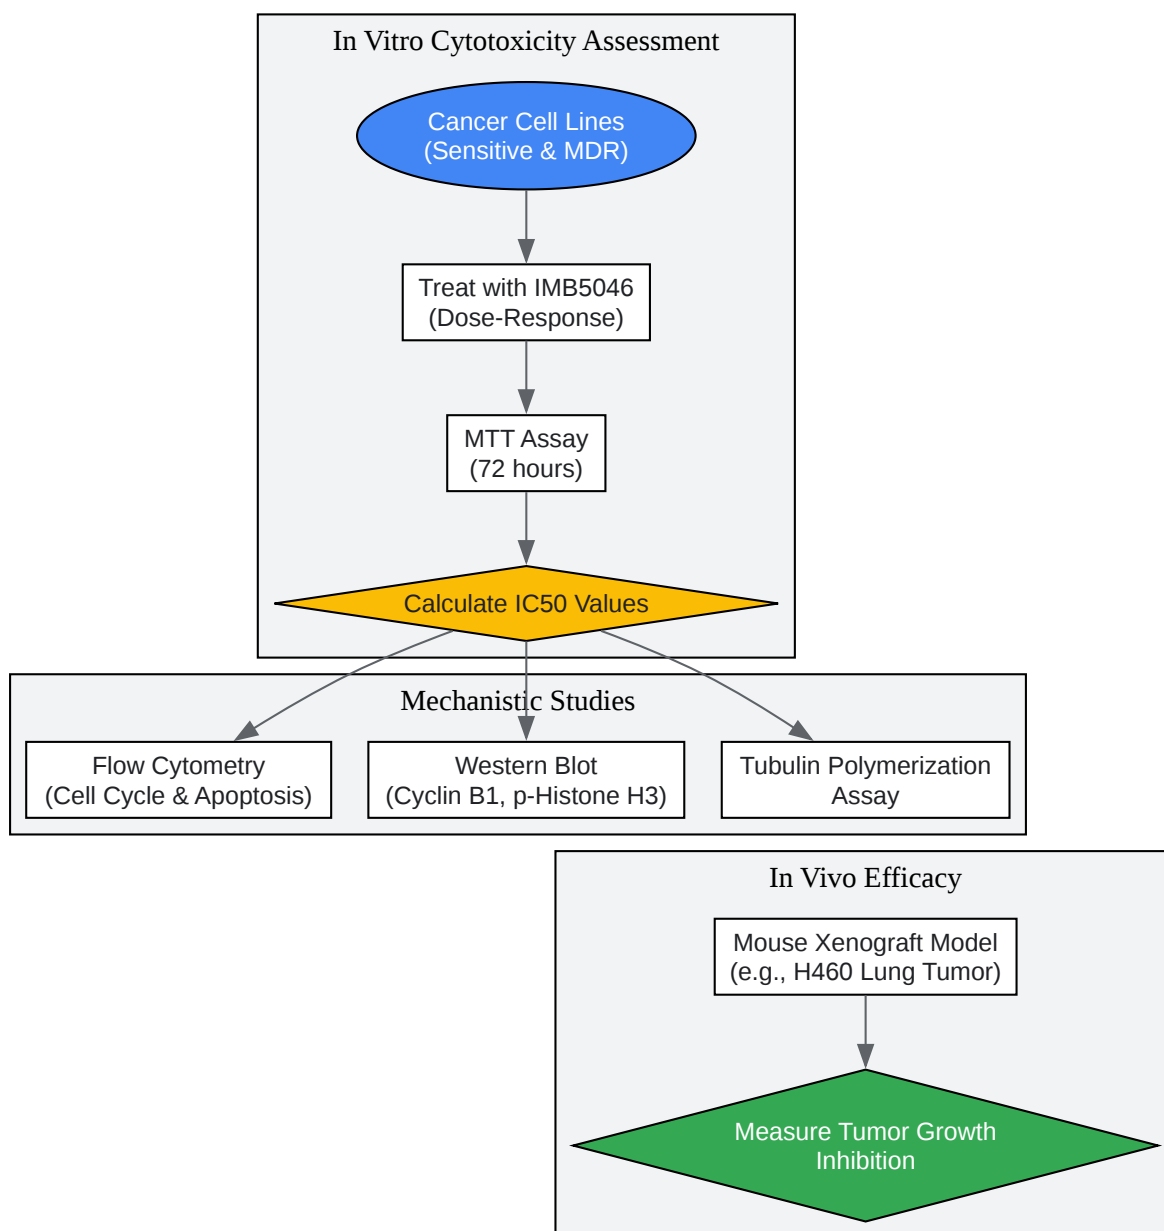 In Vitro Cytotoxicity Assessment
Cancer Cell Lines
(Sensitive & MDR)
Treat with IMB5046
(Dose-Response)
MTT Assay
(72 hours)
Calculate IC50 Values
Mechanistic Studies
Flow Cytometry
(Cell Cycle & Apoptosis)
Western Blot
(Cyclin B1, p-Histone H3)
Tubulin Polymerization
Assay
In Vivo Efficacy
Mouse Xenograft Model
(e.g., H460 Lung Tumor)
Measure Tumor Growth
Inhibition